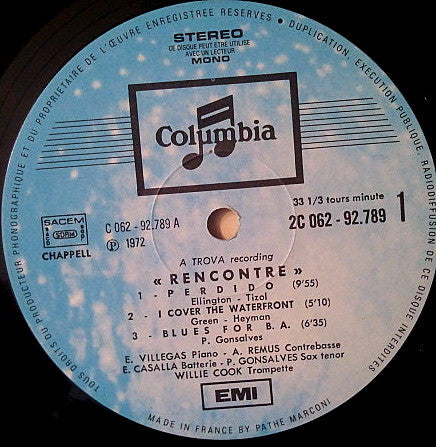 TOUS DROITS DU PRODUCTEUR PHONOGRAPHIQUE ET DU PROPRIETAIRE DE L'ŒUVRE ENREGISTREE RESERVES • DUPLICATION, EXECUTION PUBLIQUE, RADIODIFFUSION DE CE DISQUE INTERDITES
STEREO
CE DISQUE PEUT ETRE UTILISE
AVEC UN LECTEUR
MONO
Columbia
SACEM
SACD SDRM SGDL
CHAPPELL
C 062 - 92.789 A
Ⓟ 1972
33 1/3 tours minute
2C 062 - 92.789 1
A TROVA recording
« RENCONTRE »
1 - PERDIDO (9'55)
Ellington - Tizol
2 - I COVER THE WATERFRONT (5'10)
Green - Heyman
3 - BLUES FOR B.A. (6'35)
P. Gonsalves
E. VILLEGAS Piano - A. REMUS Contrebasse
E. CASALLA Batterie - P. GONSALVES Sax tenor
WILLIE COOK Trompette
EMI
MADE IN FRANCE BY PATHE MARCONI